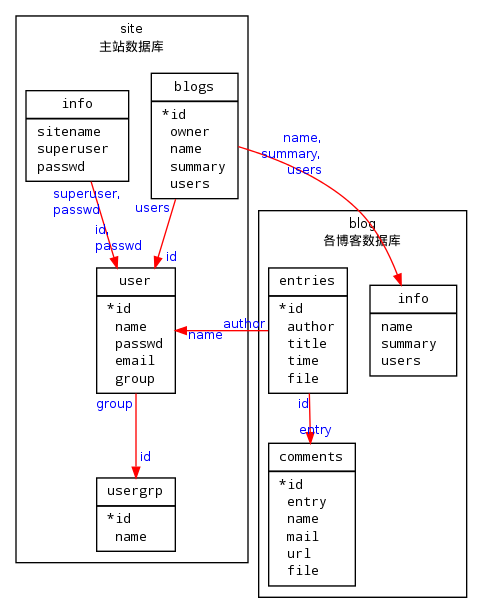 site
主站数据库
info
sitename
superuser
passwd
blogs
*id
owner
name
summary
users
name,
summary,
users
superuser,
passwd
users
id,
passwd
id
user
*id
name
passwd
email
group
author
name
group
id
usergrp
*id
name
blog
各博客数据库
entries
*id
author
title
time
file
info
name
summary
users
id
entry
comments
*id
entry
name
mail
url
file